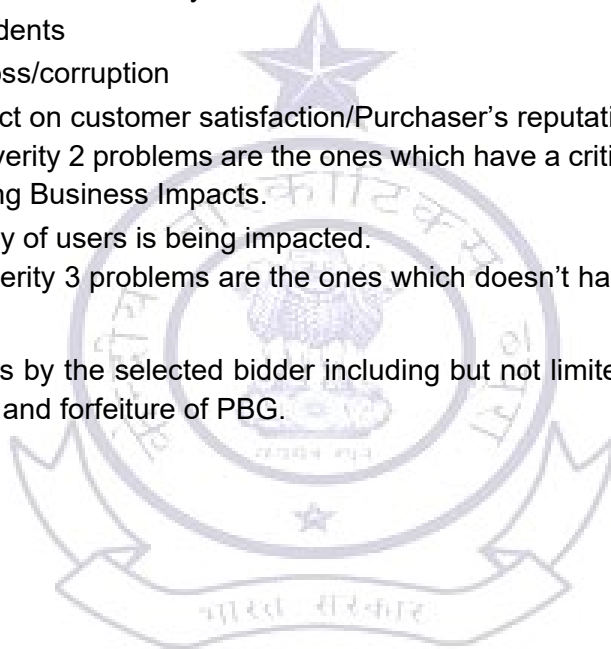 dents
ss/corruption
ct on customer satisfaction/Purchaser's reputati
verity 2 problems are the ones which have a criti
ng Business Impacts.
y of users is being impacted.
erity 3 problems are the ones which doesn't ha
s by the selected bidder including but not limite
and forfeiture of PBG.
भारत सरकार